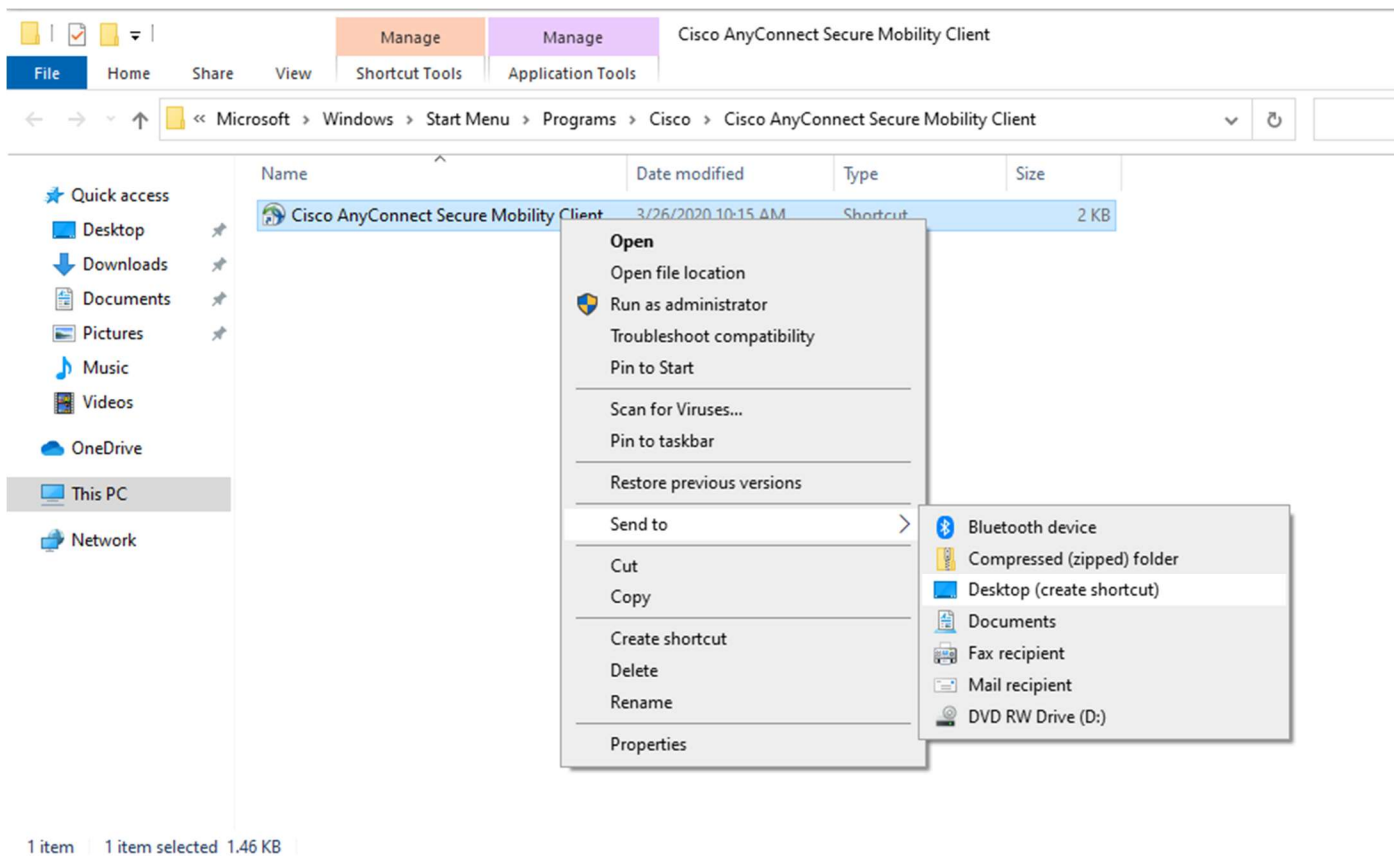 Manage Manage Cisco AnyConnect Secure Mobility Client
File Home Share View Shortcut Tools Application Tools
« Microsoft › Windows › Start Menu › Programs › Cisco › Cisco AnyConnect Secure Mobility Client
Name Date modified Type Size
Quick access
Desktop
Downloads
Documents
Pictures
Music
Videos
OneDrive
This PC
Network
Cisco AnyConnect Secure Mobility Client 3/26/2020 10:15 AM Shortcut 2 KB
Open
Open file location
Run as administrator
Troubleshoot compatibility
Pin to Start
Scan for Viruses...
Pin to taskbar
Restore previous versions
Send to
Cut
Copy
Create shortcut
Delete
Rename
Properties
Bluetooth device
Compressed (zipped) folder
Desktop (create shortcut)
Documents
Fax recipient
Mail recipient
DVD RW Drive (D:)
1 item 1 item selected 1.46 KB